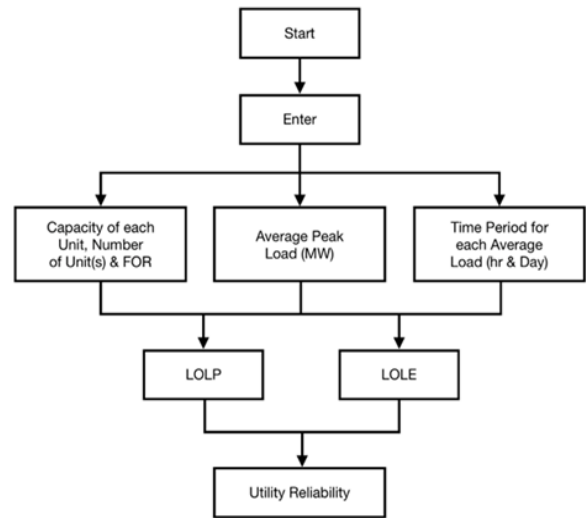 Start
Enter
Capacity of each
Unit, Number
of Unit(s) & FOR
Average Peak
Load (MW)
Time Period for
each Average
Load (hr & Day)
LOLP
LOLE
Utility Reliability